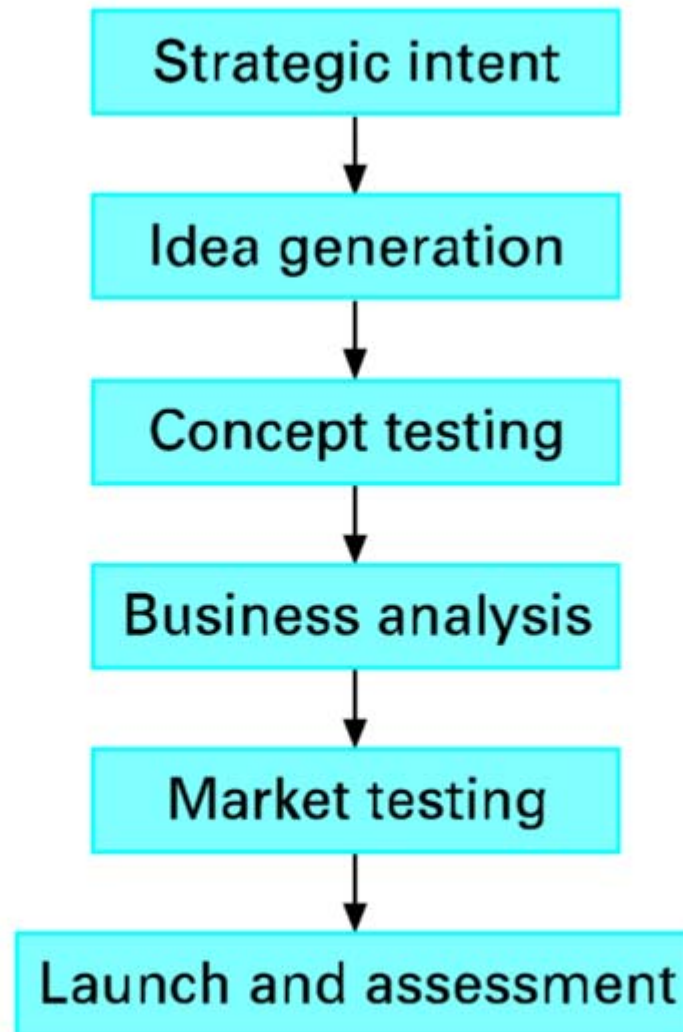 Strategic intent
Idea generation
Concept testing
Business analysis
Market testing
Launch and assessment